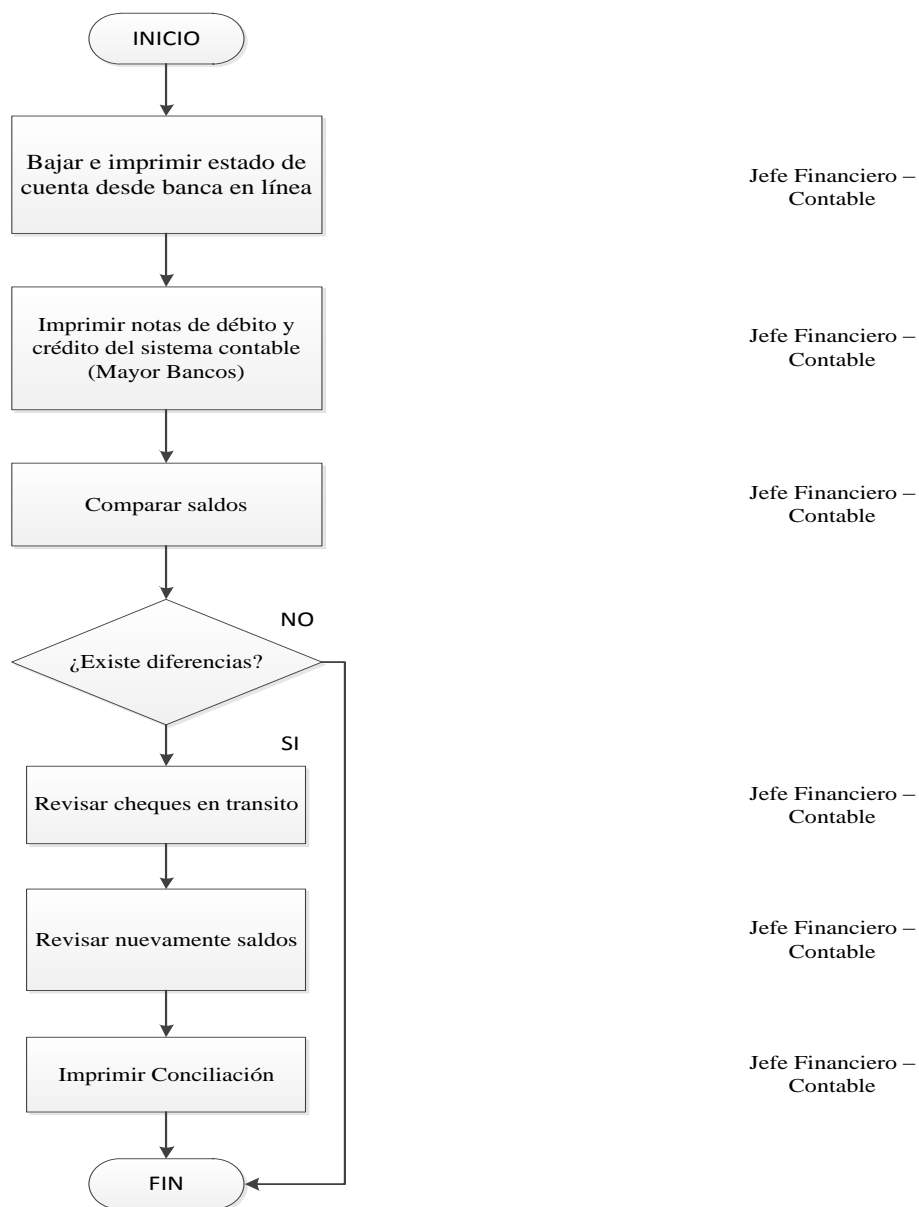 INICIO
Bajar e imprimir estado de
cuenta desde banca en línea
Jefe Financiero –
Contable
Imprimir notas de débito y
crédito del sistema contable
(Mayor Bancos)
Jefe Financiero –
Contable
Comparar saldos
Jefe Financiero –
Contable
NO
¿Existe diferencias?
SI
Revisar cheques en transito
Jefe Financiero –
Contable
Revisar nuevamente saldos
Jefe Financiero –
Contable
Imprimir Conciliación
Jefe Financiero –
Contable
FIN